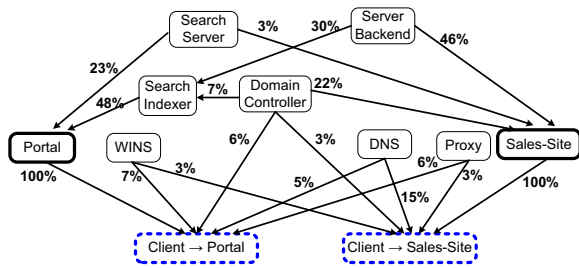 Search
Server
3%
30%
Server
Backend
46%
23%
48%
Search
Indexer
7%
Domain
Controller
22%
Portal
WINS
6%
3%
DNS
Proxy
Sales-Site
100%
7%
3%
5%
15%
6%
3%
100%
Client → Portal
Client → Sales-Site